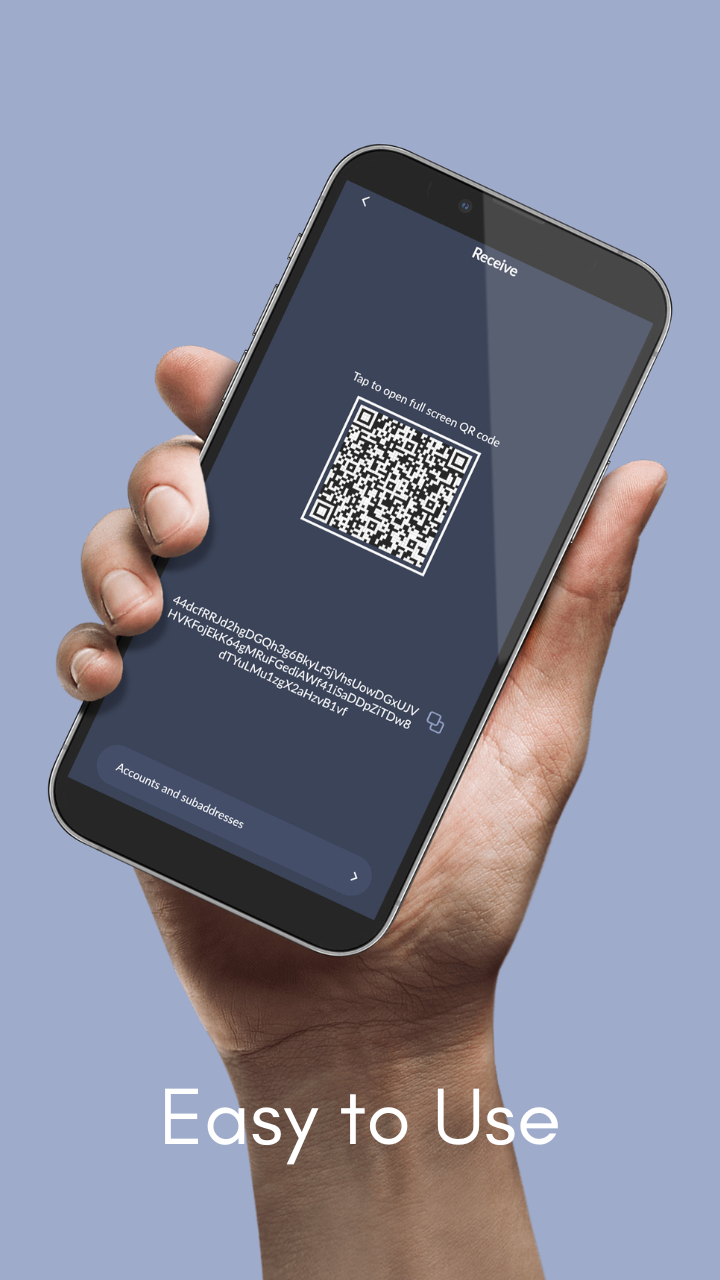 Receive
Tap to open full screen QR code
44dcfRRJd2hgDGQh3g6BkyLrSjVhsUowDGxUJV
HVKFojEkK64gMRuFGediAWf41iSaDDpZiTDw8
dTYuLMu1zgX2aHzvB1vf
Accounts and subaddresses
Easy to Use